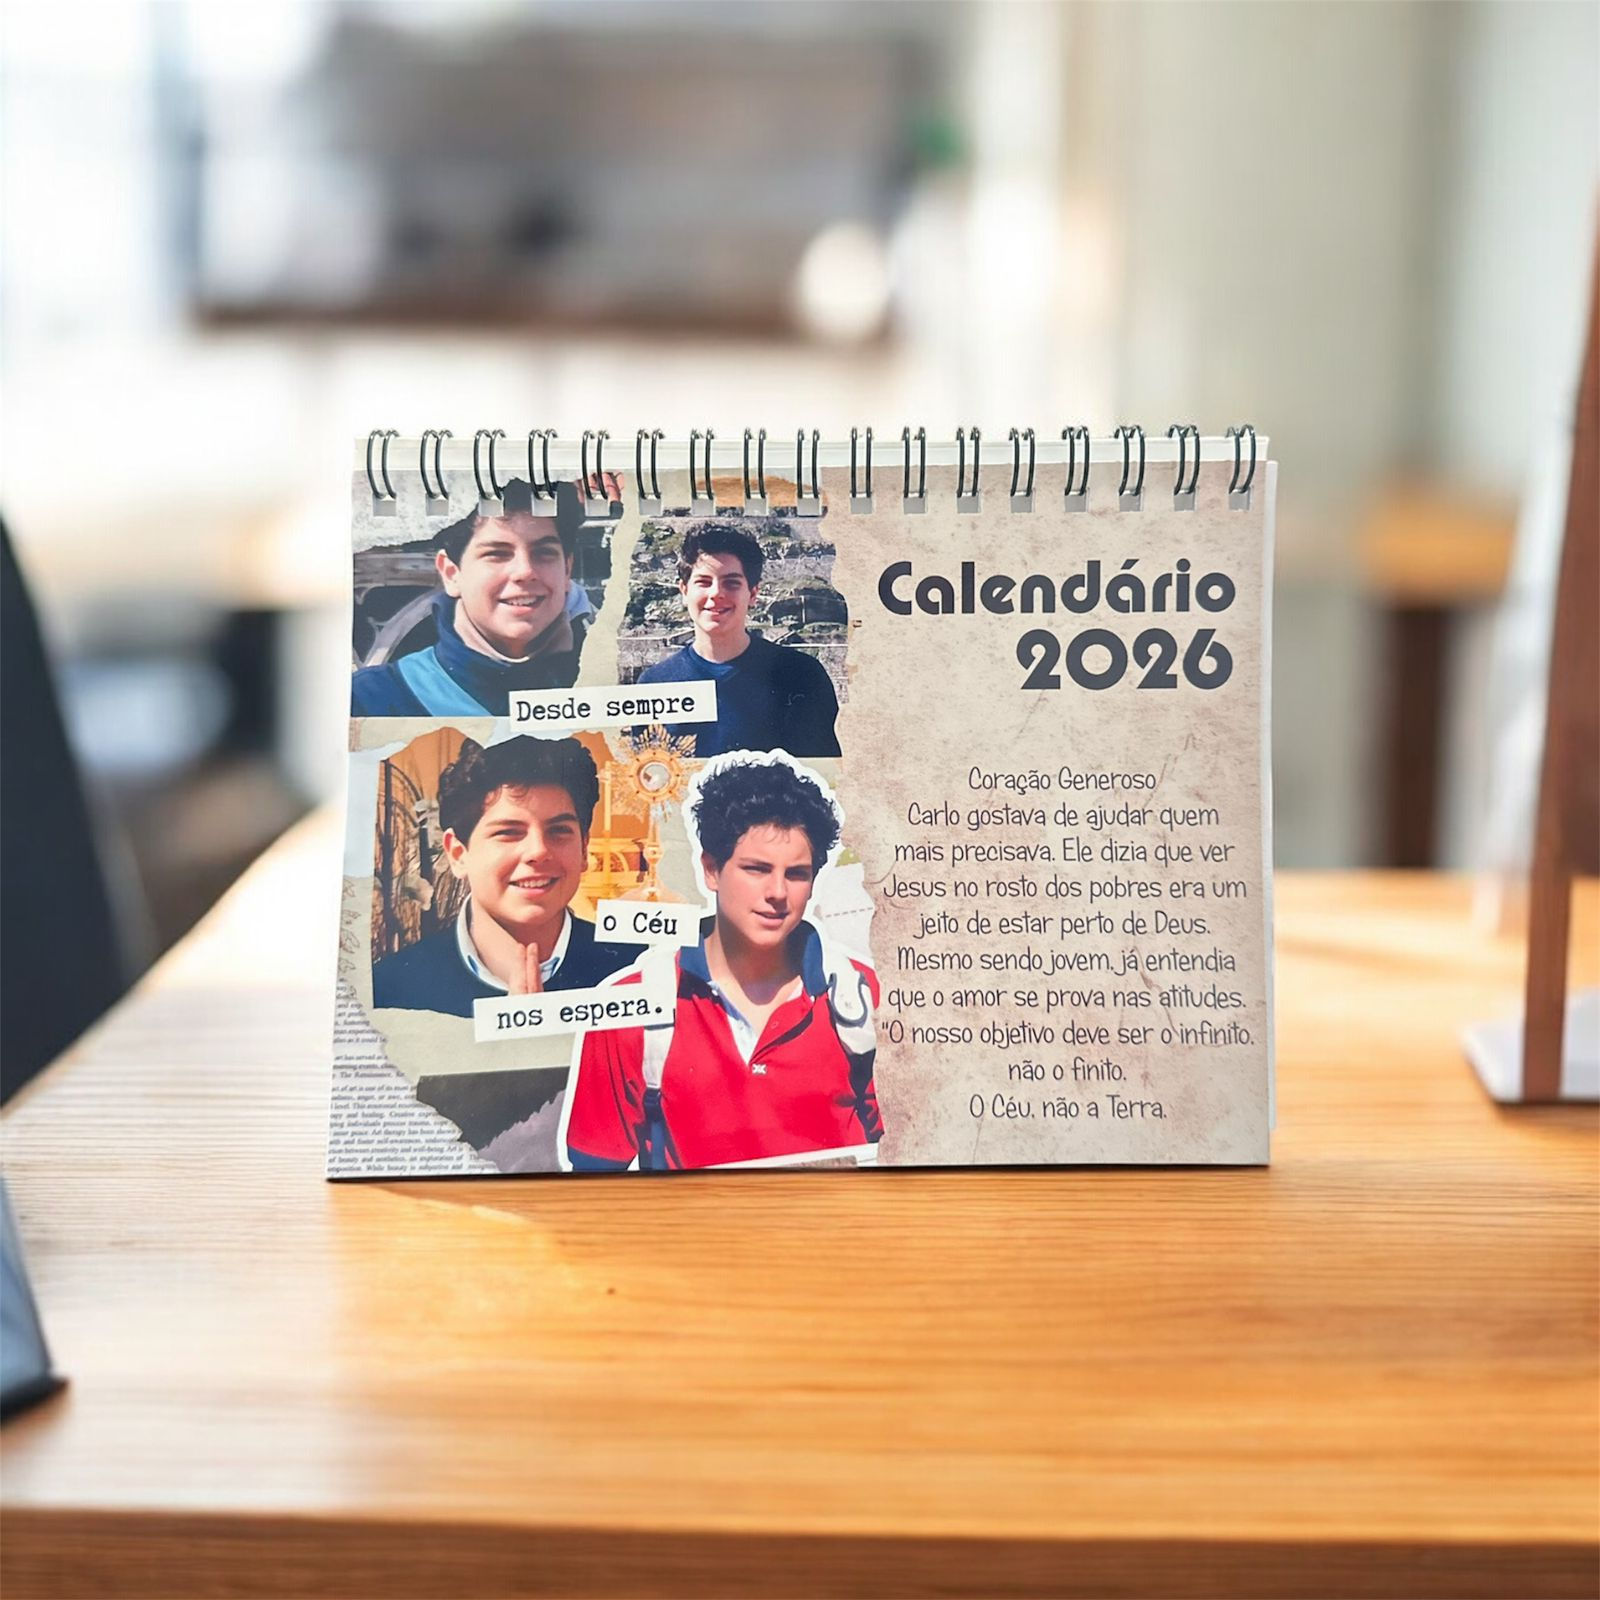 Calendário
2026
Desde sempre
o Céu
nos espera.
Coração Generoso
Carlo gostava de ajudar quem
mais precisava. Ele dizia que ver
Jesus no rosto dos pobres era um
jeito de estar perto de Deus.
Mesmo sendo jovem, já entendia
que o amor se prova nas atitudes.
"O nosso objetivo deve ser o infinito,
não o finito.
O Céu, não a Terra.